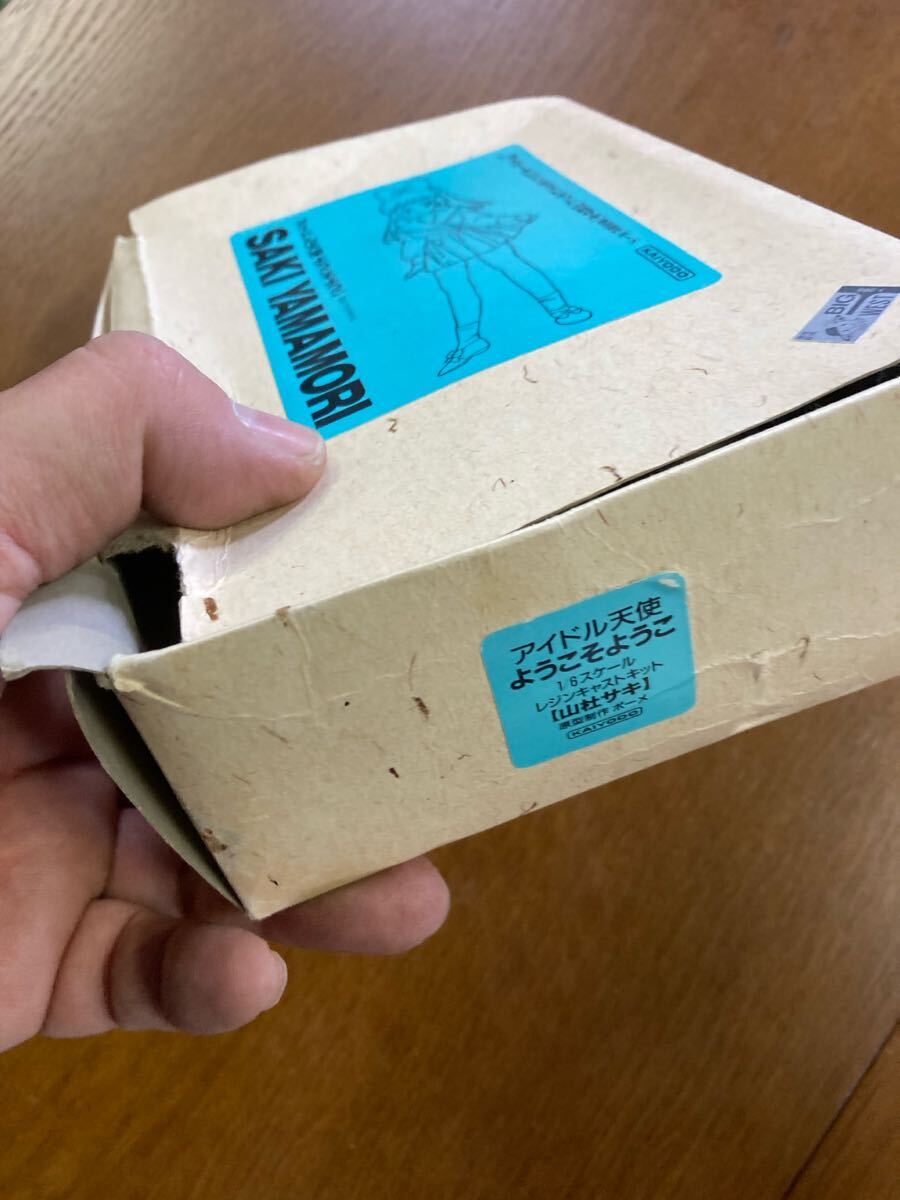 SAKI YAMAMORI
KAIYODO
BIG
WEST
アイドル天使
ようこそようこ
1/6スケール
レジンキャストキット
【山杜サキ】
原型制作 ボーメ
KAIYODO